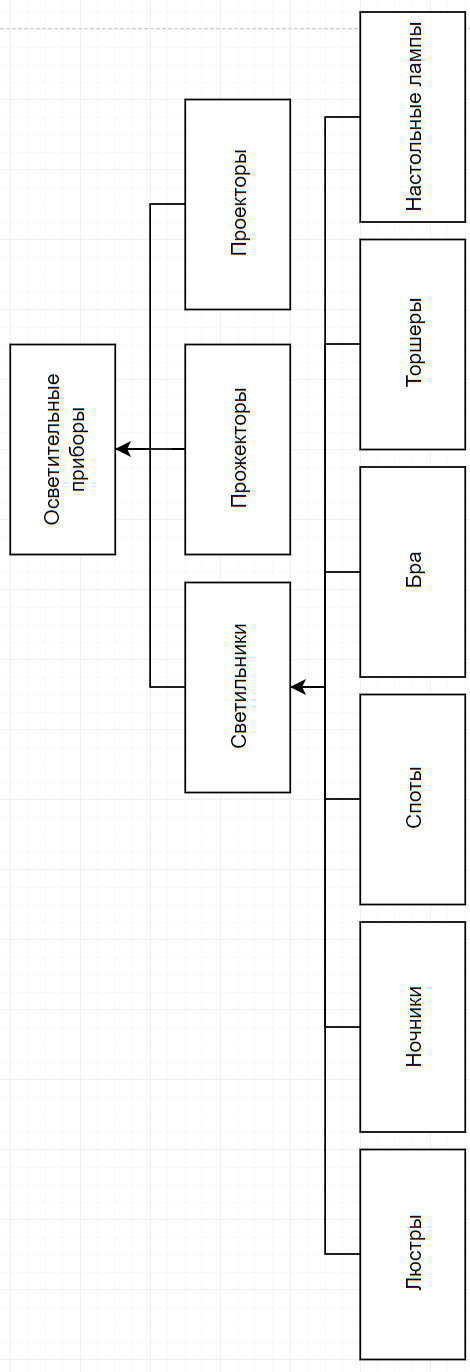 Осветительные
приборы
Светильники
Прожекторы
Проекторы
Люстры
Ночники
Споты
Бра
Торшеры
Настольные лампы